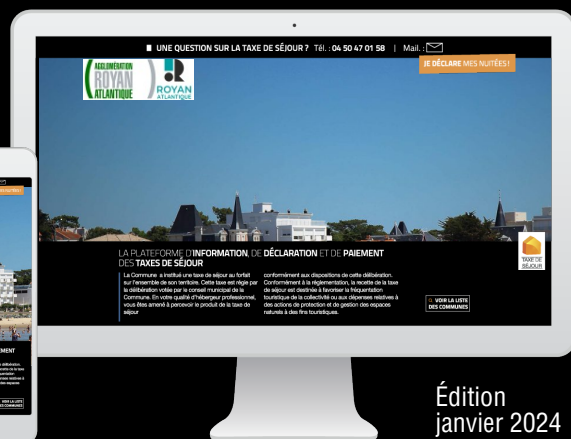 UNE QUESTION SUR LA TAXE DE SÉJOUR ? Tél. : 04 50 47 01 58 | Mail. :
JE DÉCLARE MES NUITÉES !
AGGLOMÉRATION
ROYAN
ATLANTIQUE
ROYAN
ATLANTIQUE
LA PLATEFORME D'INFORMATION, DE DÉCLARATION ET DE PAIEMENT
DES TAXES DE SÉJOUR
La Commune a institué une taxe de séjour au forfait
sur l'ensemble de son territoire. Cette taxe est régie par
la délibération votée par le conseil municipal de la
Commune. En votre qualité d'hébergeur professionnel,
vous êtes amené à percevoir le produit de la taxe de
séjour
conformément aux dispositions de cette délibération.
Conformément à la réglementation, la recette de la taxe
de séjour est destinée à favoriser la fréquentation
touristique de la collectivité ou aux dépenses relatives à
des actions de protection et de gestion des espaces
naturels à des fins touristiques.
TAXE DE
SÉJOUR
VOIR LA LISTE
DES COMMUNES
VOIR LA LISTE
DES COMMUNES
Édition
janvier 2024